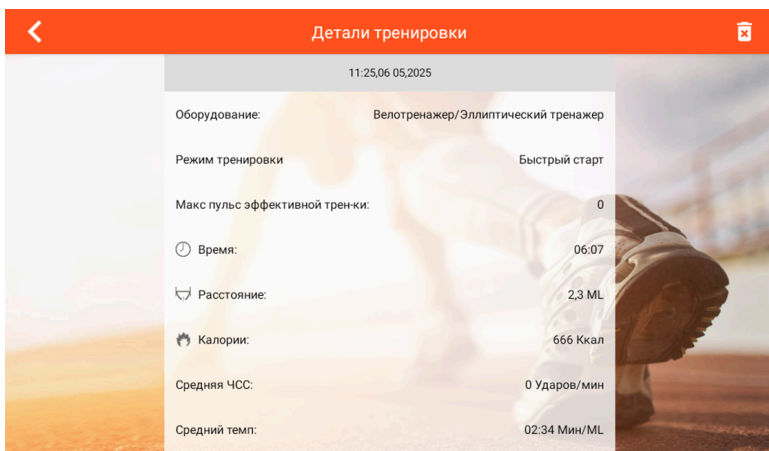 Детали тренировки
11:25,06 05,2025
Оборудование: Велотренажер/Эллиптический тренажер
Режим тренировки Быстрый старт
Макс пульс эффективной трен-ки: 0
Время: 06:07
Расстояние: 2,3 ML
Калории: 666 Ккал
Средняя ЧСС: 0 Ударов/мин
Средний темп: 02:34 Мин/ML